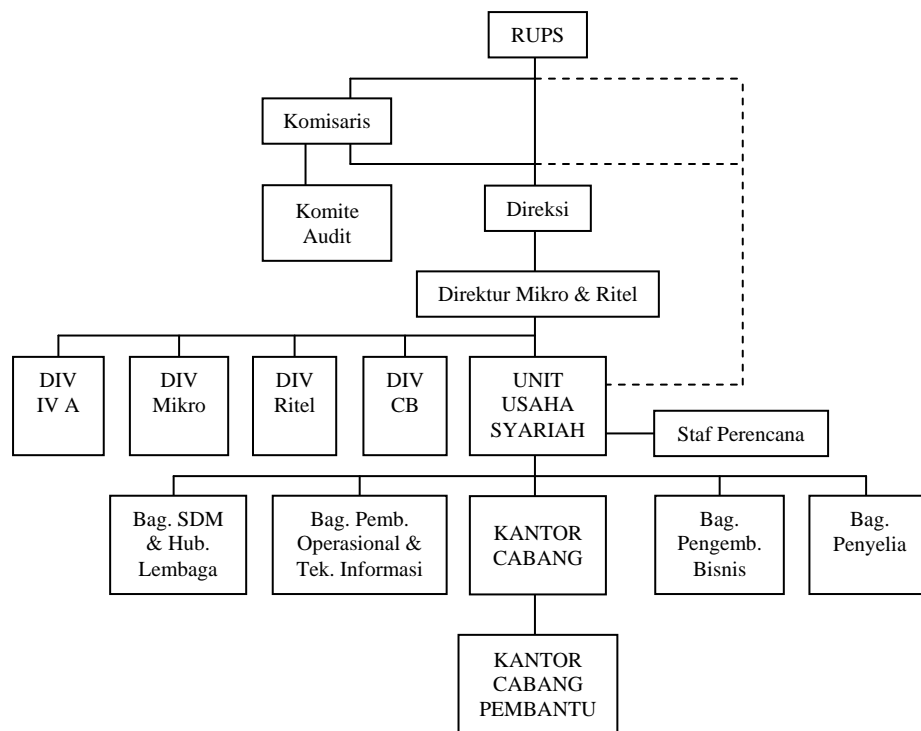 RUPS
Komisaris
Komite
Audit
Direksi
Direktur Mikro & Ritel
DIV
IV A
DIV
Mikro
DIV
Ritel
DIV
CB
UNIT
USAHA
SYARIAH
Staf Perencana
Bag. SDM
& Hub.
Lembaga
Bag. Pemb.
Operasional &
Tek. Informasi
KANTOR
CABANG
Bag.
Pengemb.
Bisnis
Bag.
Penyelia
KANTOR
CABANG
PEMBANTU